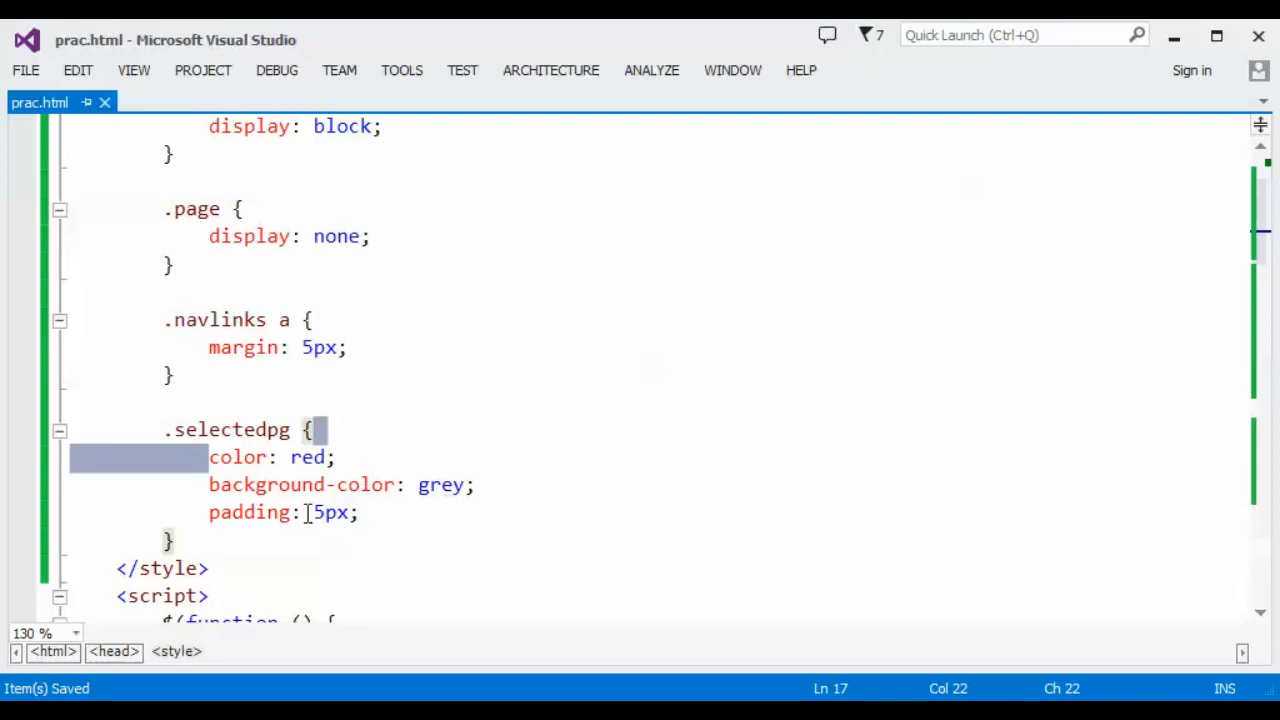 prac.html - Microsoft Visual Studio
7
Quick Launch (Ctrl+Q)
FILE EDIT VIEW PROJECT DEBUG TEAM TOOLS TEST ARCHITECTURE ANALYZE WINDOW HELP Sign in
prac.html
display: block;
}
.page {
display: none;
}
.navlinks a {
margin: 5px;
}
.selectedpg {
color: red;
background-color: grey;
padding: 5px;
}
</style>
<script>
$(function () {
130 %
<html> <head> <style>
Item(s) Saved Ln 17 Col 22 Ch 22 INS